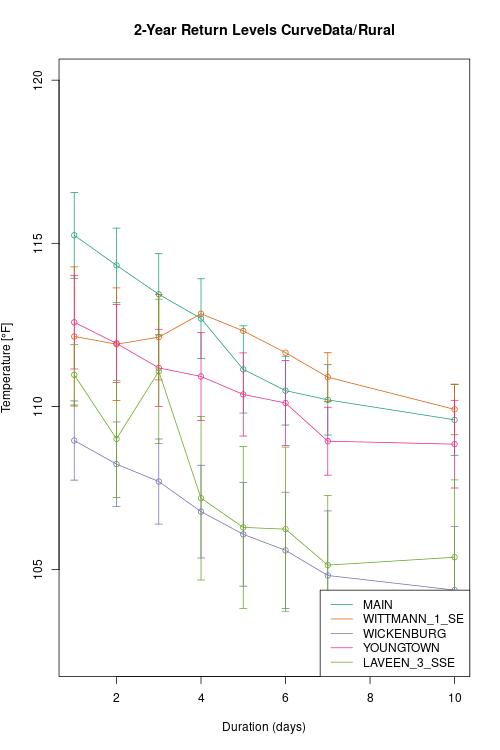 2-Year Return Levels CurveData/Rural
Temperature [°F]
120
115
110
105
2 4 6 8 10
Duration (days)
MAIN
WITTMANN_1_SE
WICKENBURG
YOUNGTOWN
LAVEEN_3_SSE